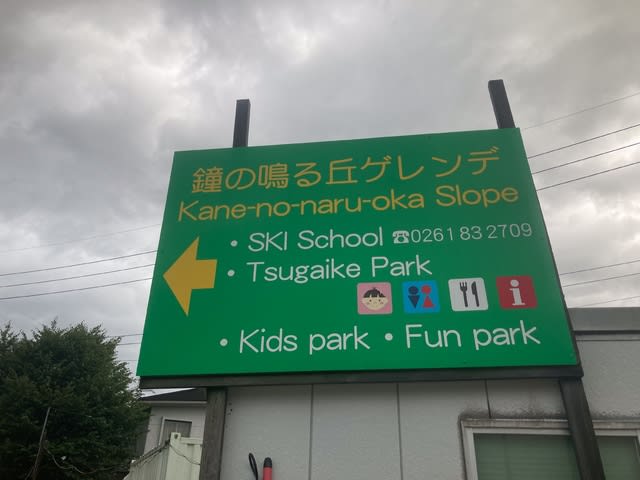 鐘の鳴る丘ゲレンデ
Kane-no-naru-oka Slope
• SKI School ☎0261 83 2709
• Tsugaike Park
i
• Kids park • Fun park